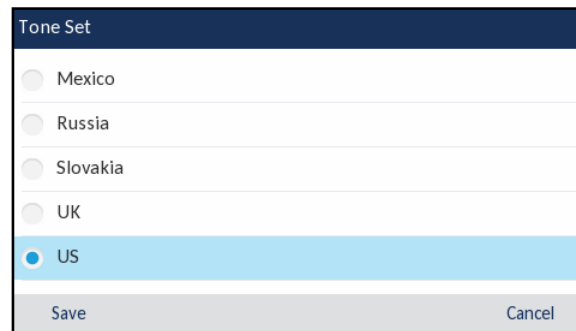 Tone Set
Mexico
Russia
Slovakia
UK
US
Save Cancel